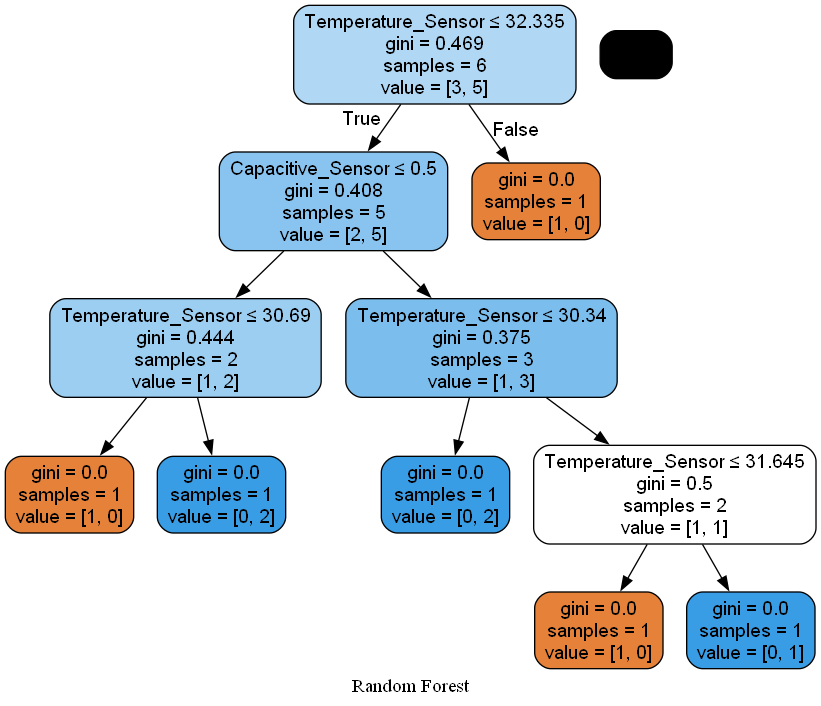 Temperature_Sensor ≤ 32.335
gini = 0.469
samples = 6
value = [3, 5]
True
False
Capacitive_Sensor ≤ 0.5
gini = 0.408
samples = 5
value = [2, 5]
gini = 0.0
samples = 1
value = [1, 0]
Temperature_Sensor ≤ 30.69
gini = 0.444
samples = 2
value = [1, 2]
Temperature_Sensor ≤ 30.34
gini = 0.375
samples = 3
value = [1, 3]
gini = 0.0
samples = 1
value = [1, 0]
gini = 0.0
samples = 1
value = [0, 2]
gini = 0.0
samples = 1
value = [0, 2]
Temperature_Sensor ≤ 31.645
gini = 0.5
samples = 2
value = [1, 1]
gini = 0.0
samples = 1
value = [1, 0]
gini = 0.0
samples = 1
value = [0, 1]
Random Forest